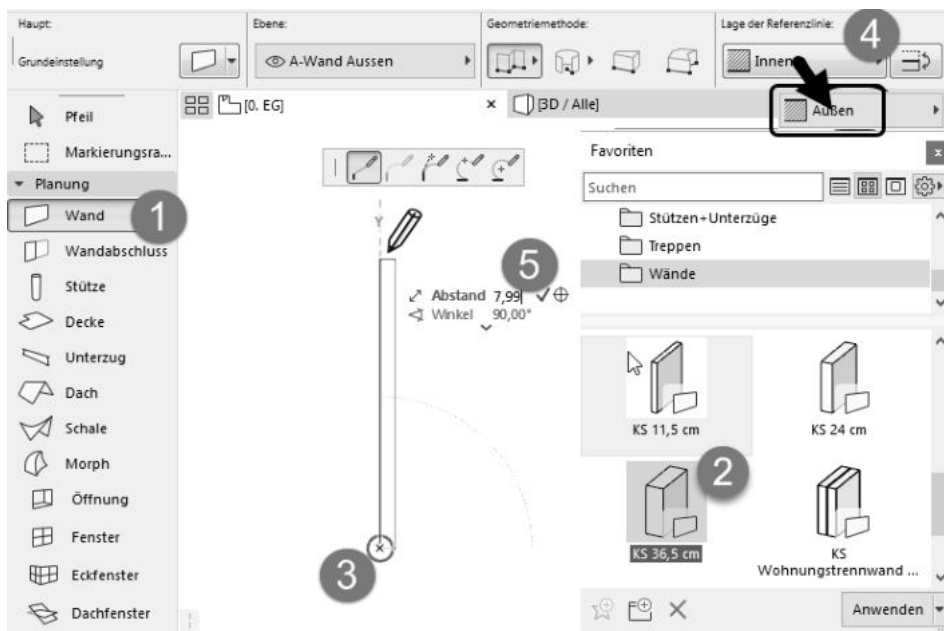 Haupt:
Grundeinstellung
Ebene:
A-Wand Aussen
Geometriemethode:
Lage der Referenzlinie:
Innen
4
Außen
[0. EG]
[3D / Alle]
Pfeil
Markierungsra...
Planung
Wand
1
Wandabschluss
Stütze
Decke
Unterzug
Dach
Schale
Morph
Öffnung
Fenster
Eckfenster
Dachfenster
Y
5
Abstand 7,99
Winkel 90,00°
3
Favoriten
Suchen
Stützen+Unterzüge
Treppen
Wände
KS 11,5 cm
KS 24 cm
2
KS 36,5 cm
KS
Wohnungstrennwand ...
Anwenden